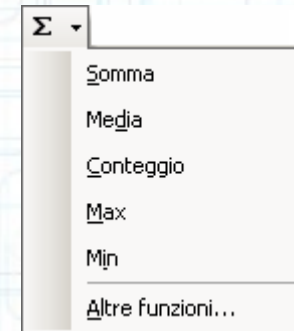 Σ
Somma
Media
Conteggio
Max
Min
Altre funzioni...